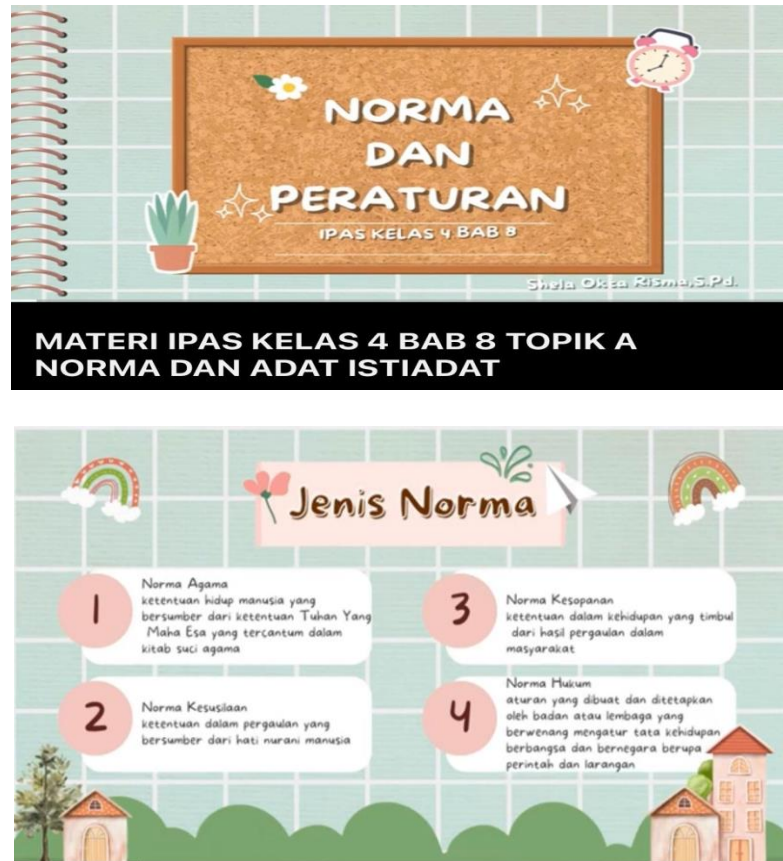 NORMA
DAN
PERATURAN
IPAS KELAS 4 BAB 8
Shela Okta Risma,S.Pd.
MATERI IPAS KELAS 4 BAB 8 TOPIK A
NORMA DAN ADAT ISTIADAT
Jenis Norma
1
Norma Agama
ketentuan hidup manusia yang
bersumber dari ketentuan Tuhan Yang
Maha Esa yang tercantum dalam
kitab suci agama
2
Norma Kesusilaan
ketentuan dalam pergaulan yang
bersumber dari hati nurani manusia
3
Norma Kesopanan
ketentuan dalam kehidupan yang timbul
dari hasil pergaulan dalam
masyarakat
4
Norma Hukum
aturan yang dibuat dan ditetapkan
oleh badan atau lembaga yang
berwenang mengatur tata kehidupan
berbangsa dan bernegara berupa
perintah dan larangan